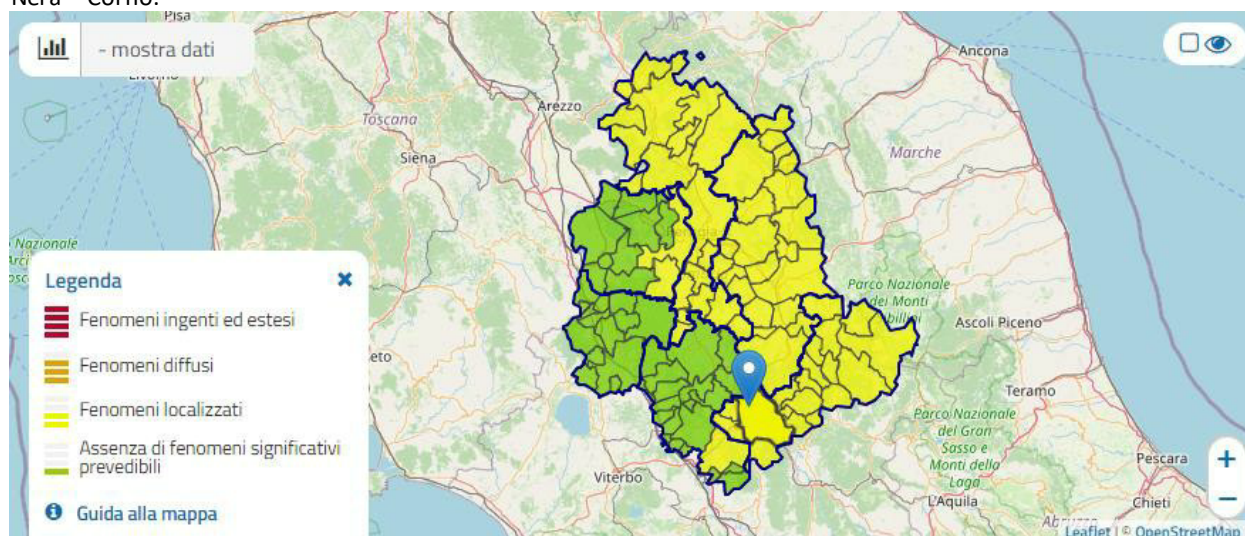 Nera – Corno.
Pisa
- mostra dati
Livorno
Ancona
Arezzo
Toscana
Siena
Marche
Perugia
Nazionale
Legenda
Fenomeni ingenti ed estesi
Fenomeni diffusi
Fenomeni localizzati
Assenza di fenomeni significativi
prevedibili
Guida alla mappa
Parco Nazionale
dei Monti
Ascoli Piceno
Teramo
Parco Nazionale
del Gran
Sasso e
Monti della
Laga
Viterbo
Pescara
+
L'Aquila
Chieti
−
Leaflet | © OpenStreetMap